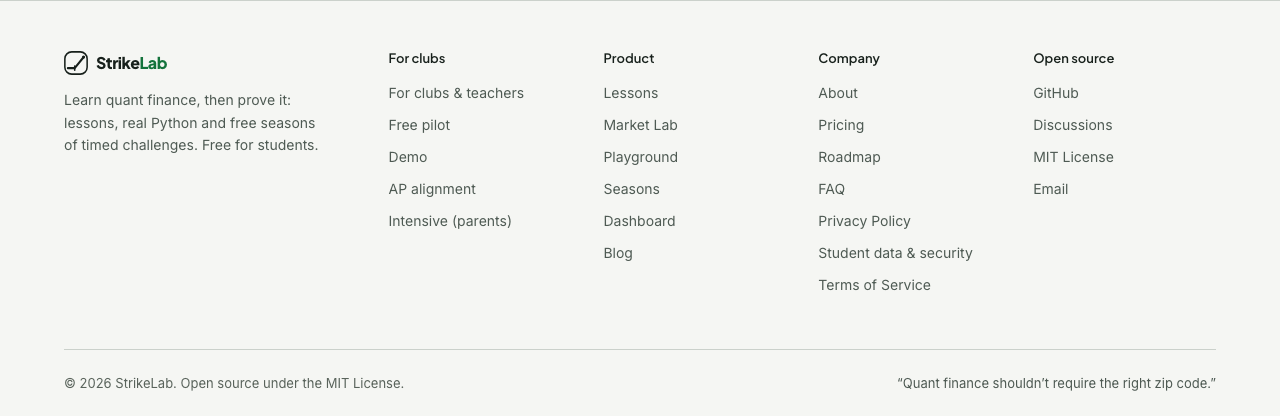 StrikeLab
Learn quant finance, then prove it:
lessons, real Python and free seasons
of timed challenges. Free for students.
For clubs
For clubs & teachers
Free pilot
Demo
AP alignment
Intensive (parents)
Product
Lessons
Market Lab
Playground
Seasons
Dashboard
Blog
Company
About
Pricing
Roadmap
FAQ
Privacy Policy
Student data & security
Terms of Service
Open source
GitHub
Discussions
MIT License
Email
© 2026 StrikeLab. Open source under the MIT License.
“Quant finance shouldn’t require the right zip code.”